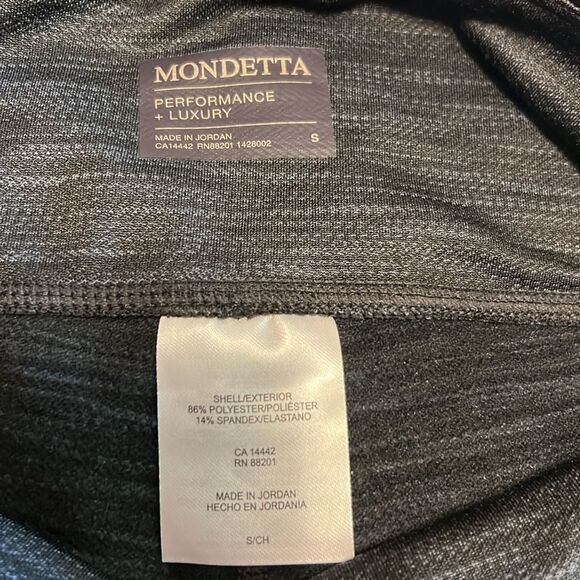 MONDETTA
PERFORMANCE
+ LUXURY
MADE IN JORDAN
CA14442 RN88201 1428002 S
SHELL/EXTERIOR
86% POLYESTER/POLIÉSTER
14% SPANDEX/ELASTANO
CA 14442
RN 88201
MADE IN JORDAN
HECHO EN JORDANIA
S/CH